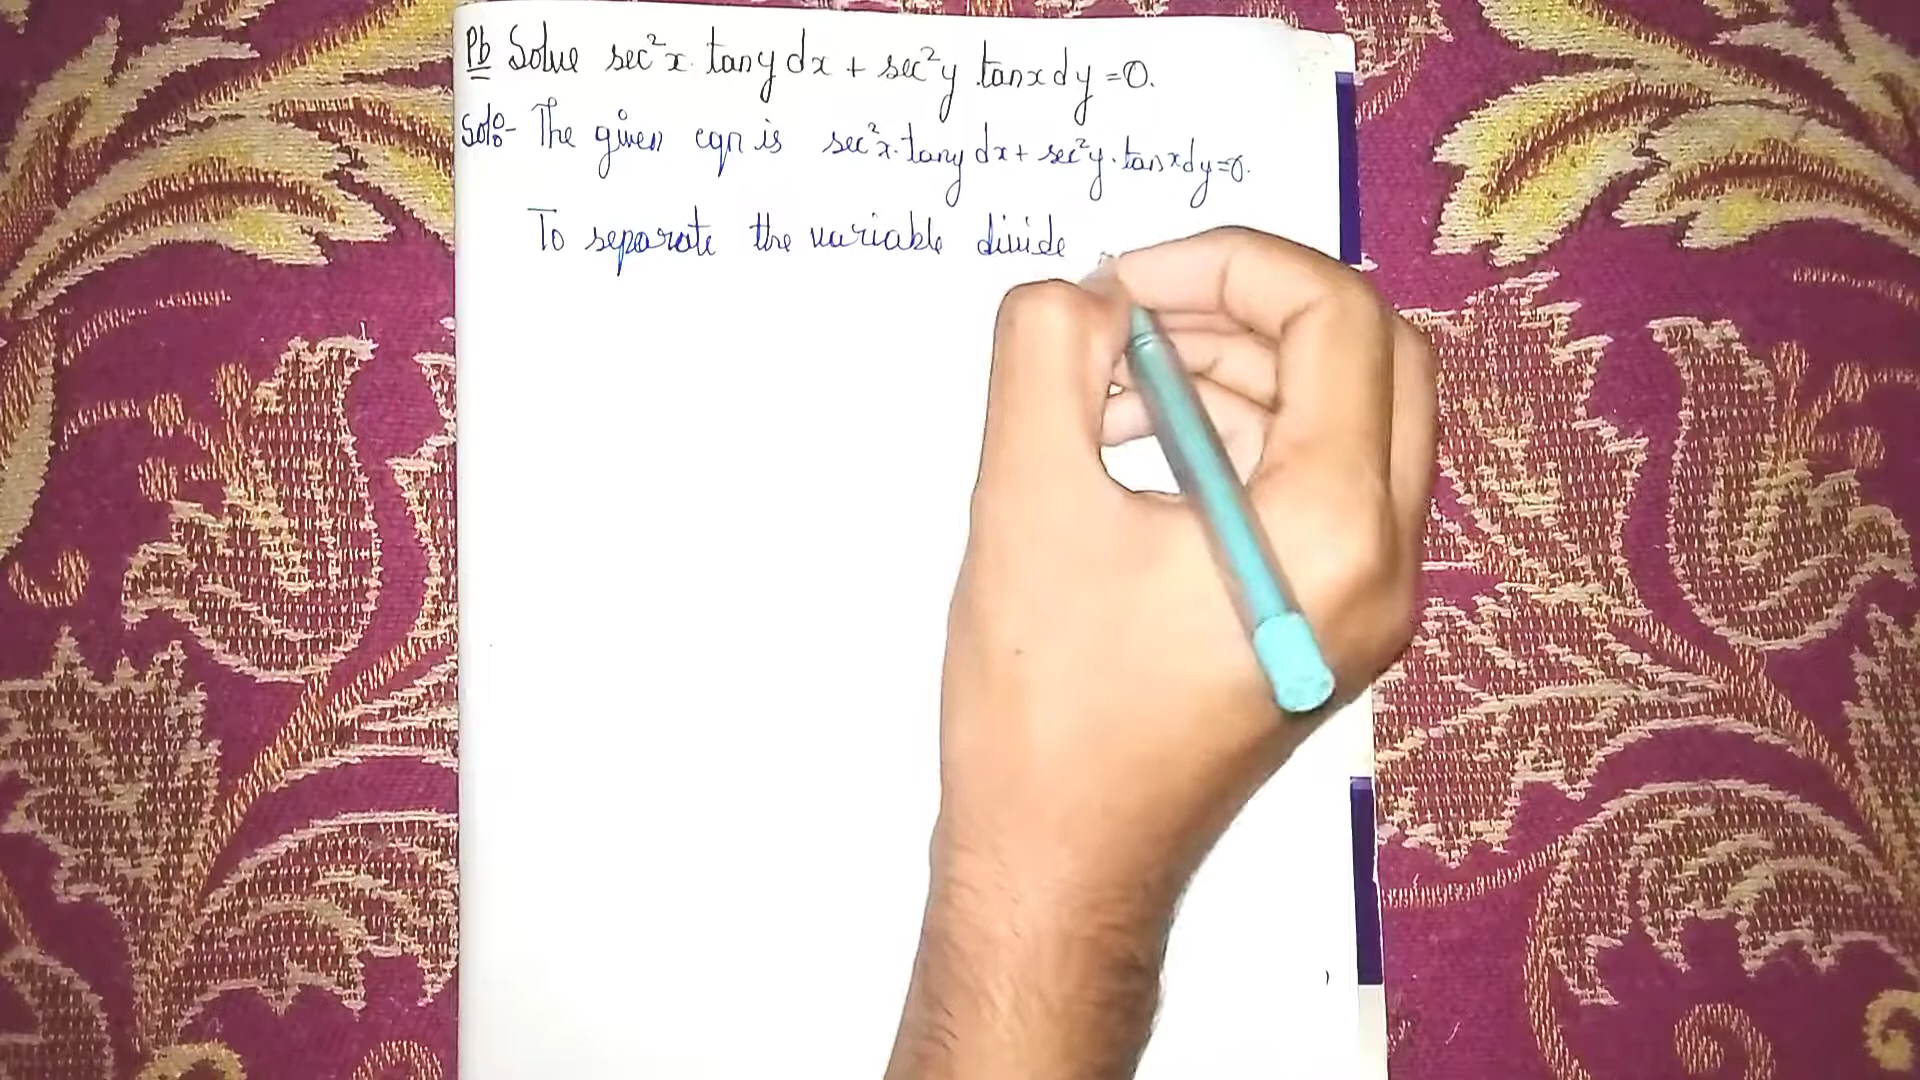 Pb Solve sec²x. tany dx + sec²y .tanx dy =0.
Sol:- The given eqn is sec²x. tany dx + sec²y. tanx dy=0.
To separate the variable divide